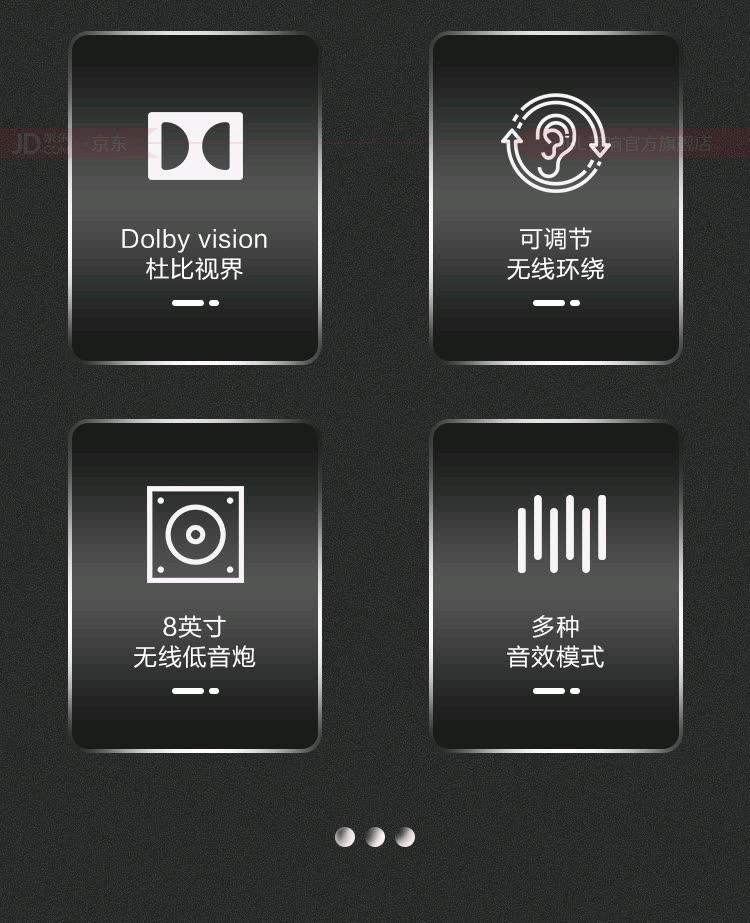 JD 京东
响官方旗舰店
Dolby vision
杜比视界
可调节
无线环绕
8英寸
无线低音炮
多种
音效模式